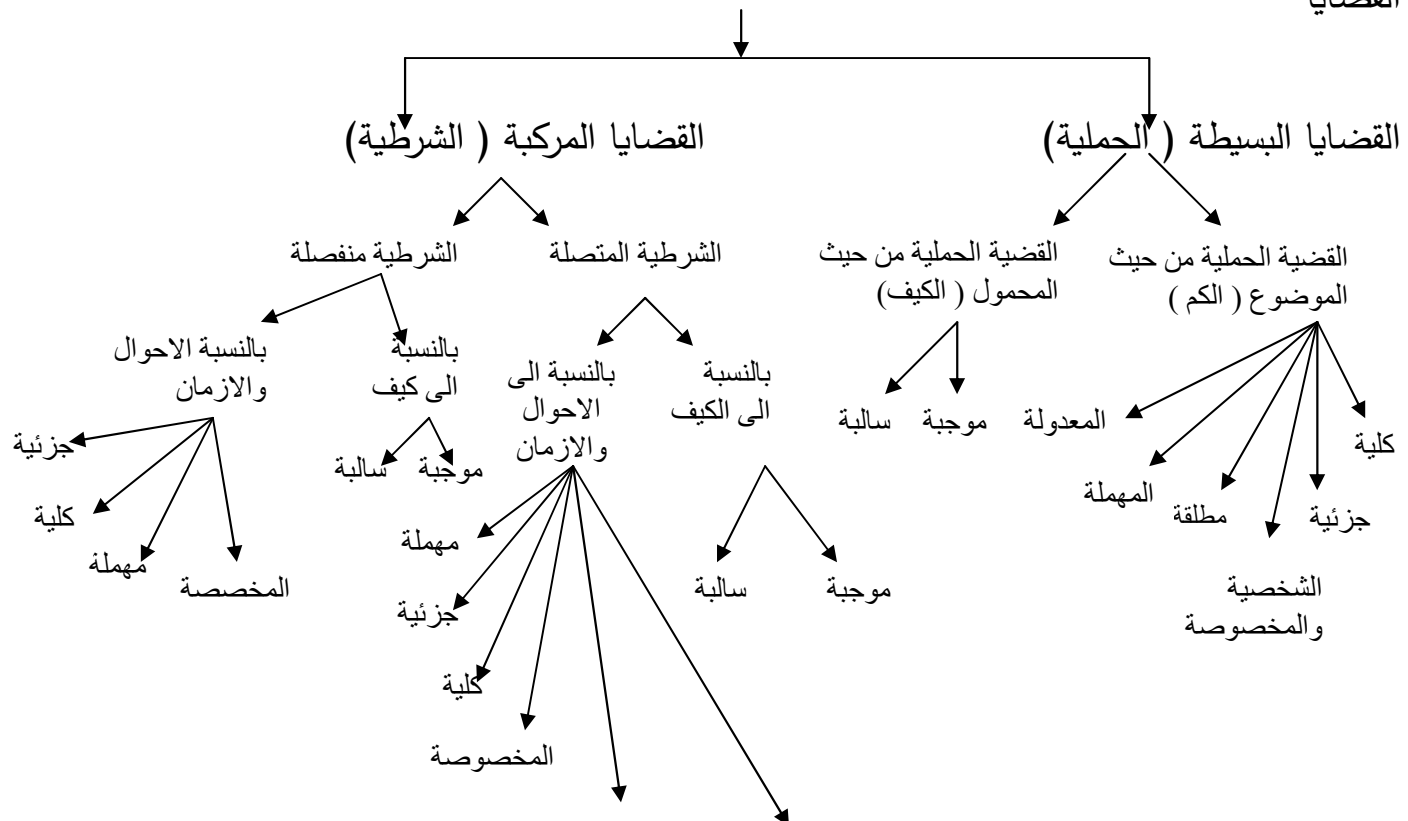 القضايا
القضايا البسيطة ( الحملية)
القضايا المركبة ( الشرطية)
القضية الحملية من حيث
الموضوع ( الكم )
القضية الحملية من حيث
المحمول ( الكيف)
الشرطية المتصلة
الشرطية منفصلة
كلية
جزئية
الشخصية
والمخصوصة
مطلقة
المهملة
المعدولة
موجبة
سالبة
بالنسبة
الى الكيف
بالنسبة الى
الاحوال
والازمان
بالنسبة
الى كيف
بالنسبة الاحوال
والازمان
موجبة
سالبة
مهملة
جزئية
كلية
المخصوصة
موجبة
سالبة
جزئية
كلية
مهملة
المخصصة